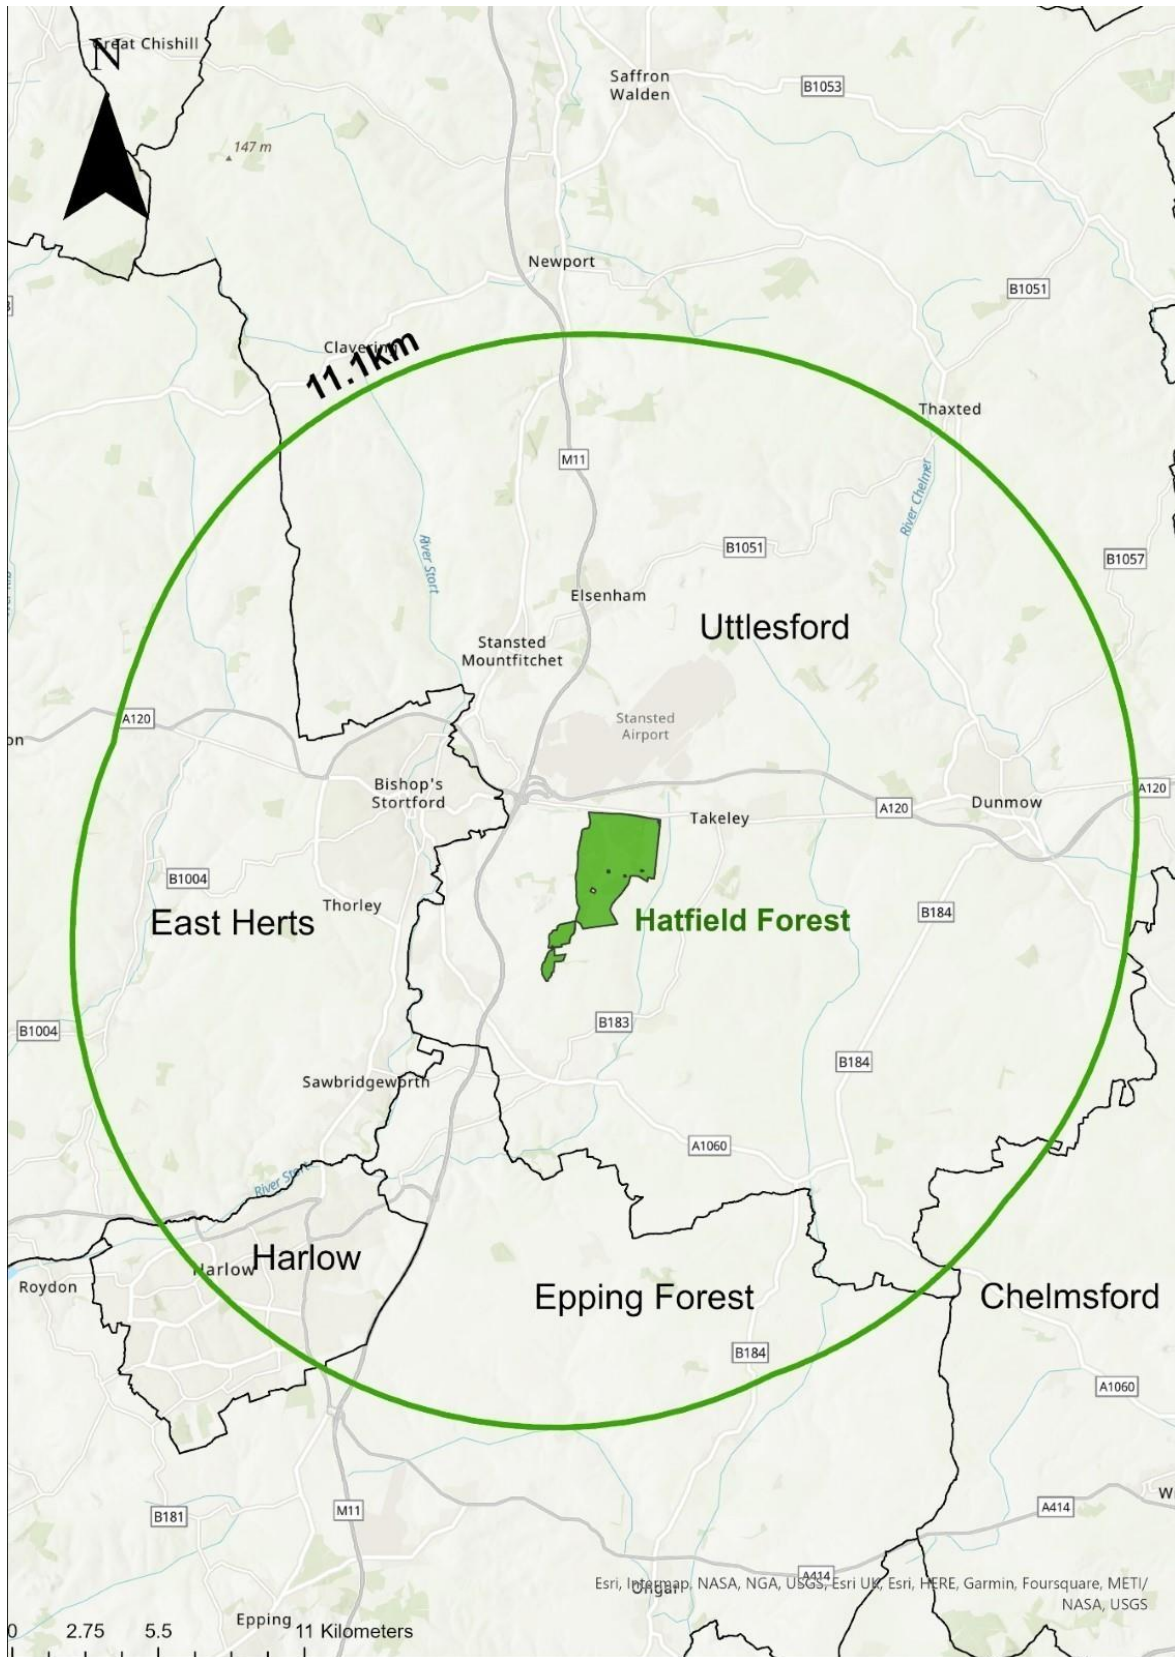 Great Chishill
N
147 m
Saffron
Walden
B1053
Newport
B1051
Clavering
11.1km
Thaxted
M11
River Chelmer
River Stort
B1051
B1057
Elsenham
Uttlesford
Stansted
Mountfitchet
A120
on
Stansted
Airport
Bishop's
Stortford
A120
Dunmow
A120
Takeley
B1004
Thorley
East Herts
Hatfield Forest
B184
B1004
B183
B184
Sawbridgeworth
A1060
River Stort
Harlow
Harlow
Roydon
Epping Forest
Chelmsford
B184
A1060
B181
M11
A414
W
A414
Ongar
Esri, Intermap, NASA, NGA, USGS, Esri UK, Esri, HERE, Garmin, Foursquare, METI/
NASA, USGS
Epping
0 2.75 5.5 11 Kilometers